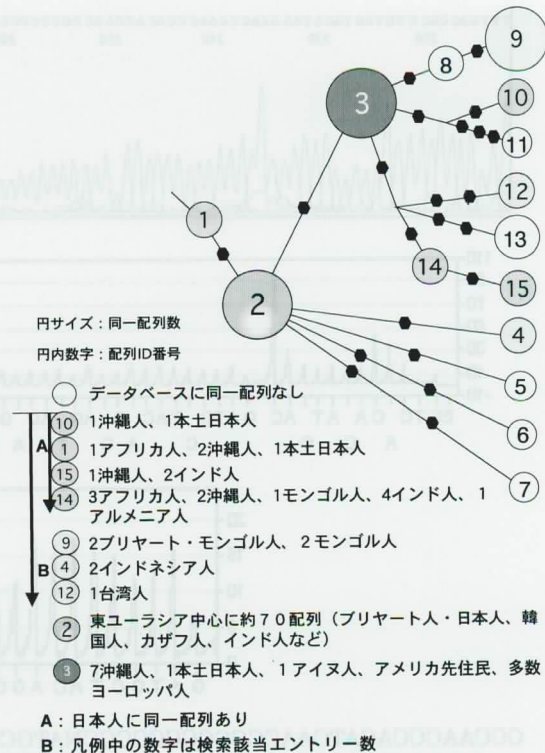 9
8
3
10
11
12
1
13
14
15
2
4
円サイズ：同一配列数
5
円内数字：配列ID番号
6
データベースに同一配列なし
7
10 1沖縄人、1本土日本人
A
1 1アフリカ人、2沖縄人、1本土日本人
15 1沖縄人、2インド人
14 3アフリカ人、2沖縄人、1モンゴル人、4インド人、1
アルメニア人
9 2ブリヤート・モンゴル人、2モンゴル人
B
4 2インドネシア人
12 1台湾人
2 東ユーラシア中心に約70配列（ブリヤート人・日本人、韓
国人、カザフ人、インド人など）
3 7沖縄人、7本土日本人、1アイヌ人、アメリカ先住民、多数
ヨーロッパ人
A：日本人に同一配列あり
B：凡例中の数字は検索該当エントリー数